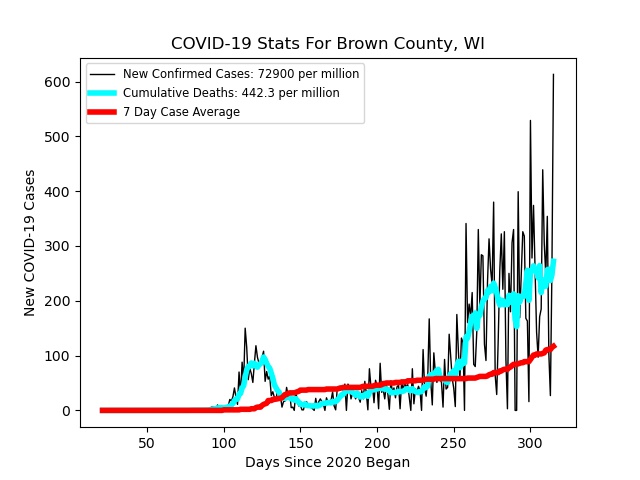 COVID-19 Stats For Brown County, WI
New Confirmed Cases: 72900 per million
Cumulative Deaths: 442.3 per million
7 Day Case Average
600
500
400
300
200
100
0
New COVID-19 Cases
50 100 150 200 250 300
Days Since 2020 Began